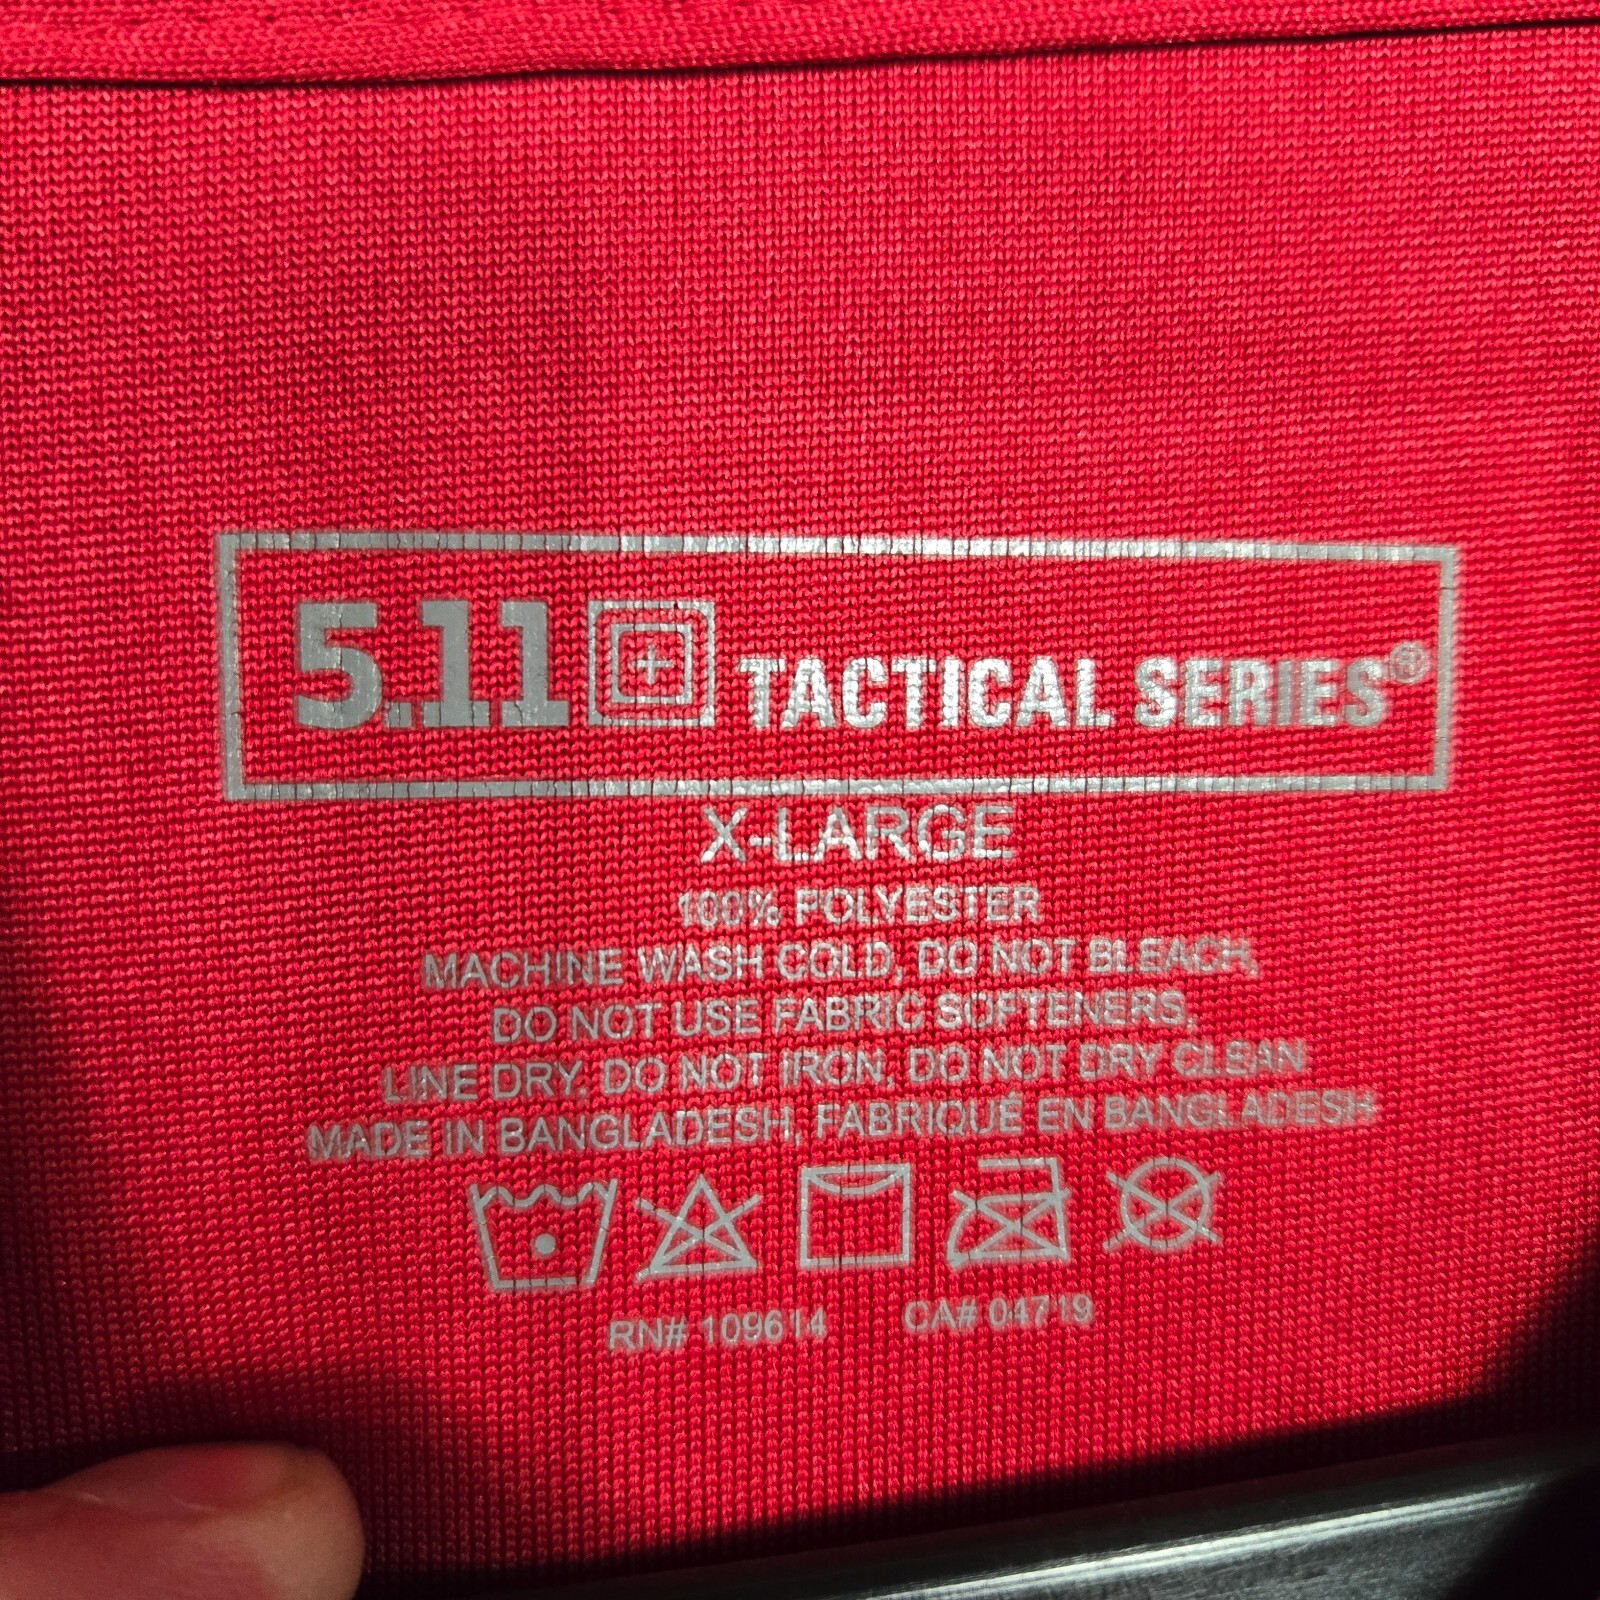 5.11 TACTICAL SERIES®
X-LARGE
100% POLYESTER
MACHINE WASH COLD, DO NOT BLEACH,
DO NOT USE FABRIC SOFTENERS,
LINE DRY, DO NOT IRON, DO NOT DRY CLEAN
MADE IN BANGLADESH, FABRIQUÉ EN BANGLADESH
RN# 109614 CA# 04719